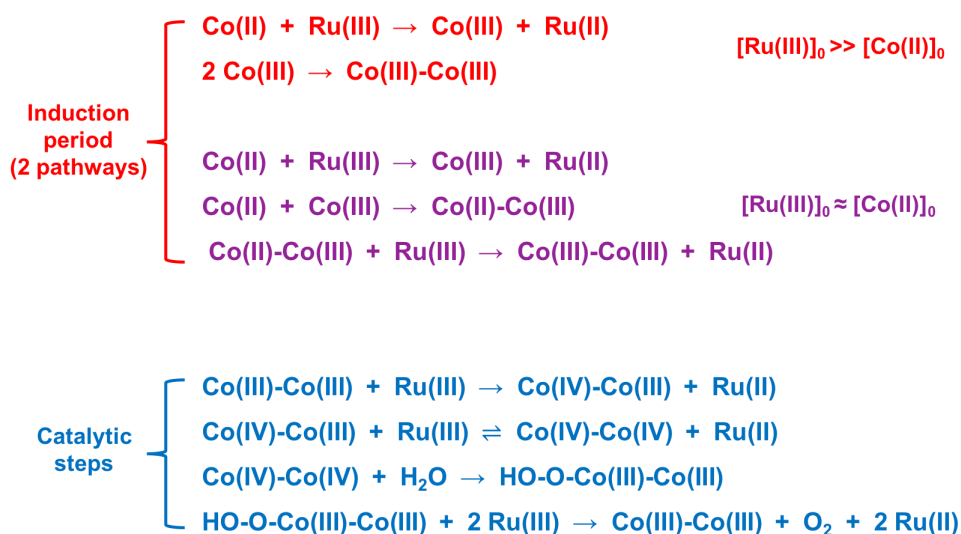 Co(II) + Ru(III) → Co(III) + Ru(II)
[Ru(III)]₀ >> [Co(II)]₀
2 Co(III) → Co(III)-Co(III)
Induction
period
(2 pathways)
Co(II) + Ru(III) → Co(III) + Ru(II)
Co(II) + Co(III) → Co(II)-Co(III)
[Ru(III)]₀ ≈ [Co(II)]₀
Co(II)-Co(III) + Ru(III) → Co(III)-Co(III) + Ru(II)
Co(III)-Co(III) + Ru(III) → Co(IV)-Co(III) + Ru(II)
Co(IV)-Co(III) + Ru(III) ⇌ Co(IV)-Co(IV) + Ru(II)
Catalytic
steps
Co(IV)-Co(IV) + H₂O → HO-O-Co(III)-Co(III)
HO-O-Co(III)-Co(III) + 2 Ru(III) → Co(III)-Co(III) + O₂ + 2 Ru(II)